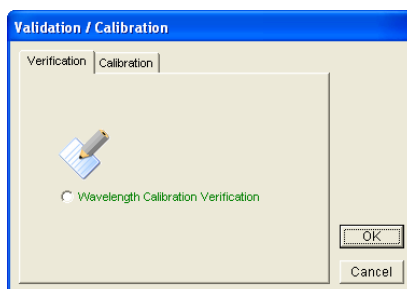 Validation / Calibration
Verification Calibration
Wavelength Calibration Verification
OK
Cancel